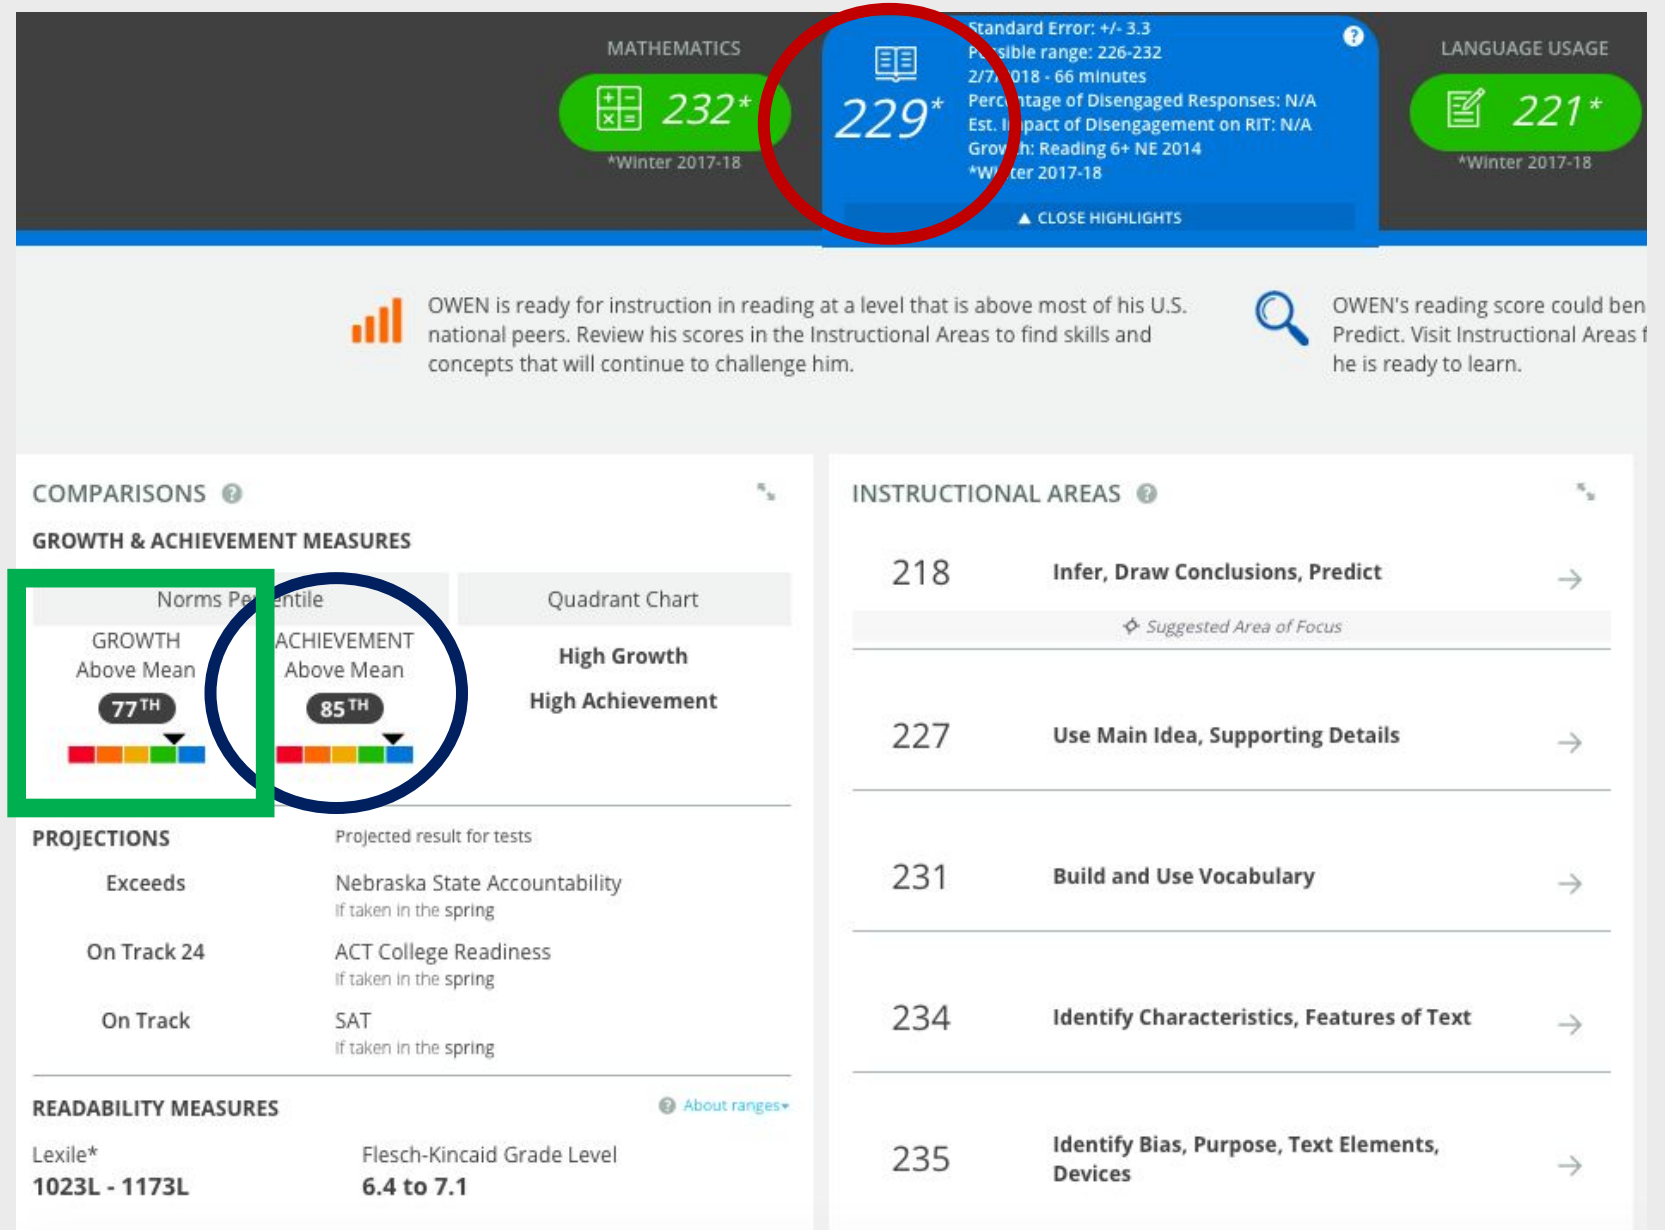 MATHEMATICS
232*
*Winter 2017-18
229*
Standard Error: +/- 3.3
Possible range: 226-232
2/7/2018 - 66 minutes
Percentage of Disengaged Responses: N/A
Est. Impact of Disengagement on RIT: N/A
Growth: Reading 6+ NE 2014
*Winter 2017-18
CLOSE HIGHLIGHTS
LANGUAGE USAGE
221*
*Winter 2017-18
OWEN is ready for instruction in reading at a level that is above most of his U.S.
national peers. Review his scores in the Instructional Areas to find skills and
concepts that will continue to challenge him.
OWEN's reading score could ben
Predict. Visit Instructional Areas f
he is ready to learn.
COMPARISONS
GROWTH & ACHIEVEMENT MEASURES
Norms Percentile
Quadrant Chart
GROWTH
Above Mean
77TH
ACHIEVEMENT
Above Mean
85TH
High Growth
High Achievement
PROJECTIONS
Projected result for tests
Exceeds
Nebraska State Accountability
If taken in the spring
On Track 24
ACT College Readiness
If taken in the spring
On Track
SAT
If taken in the spring
READABILITY MEASURES
About ranges
Lexile*
1023L - 1173L
Flesch-Kincaid Grade Level
6.4 to 7.1
INSTRUCTIONAL AREAS
218 Infer, Draw Conclusions, Predict
Suggested Area of Focus
227 Use Main Idea, Supporting Details
231 Build and Use Vocabulary
234 Identify Characteristics, Features of Text
235 Identify Bias, Purpose, Text Elements,
Devices